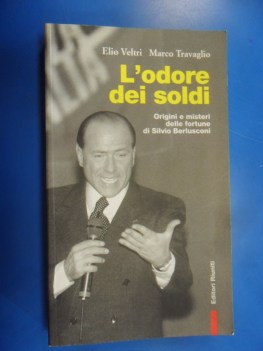 Elio Veltri Marco Travaglio
L'odore
dei soldi
Origini e misteri
delle fortune
di Silvio Berlusconi
Editori Riuniti